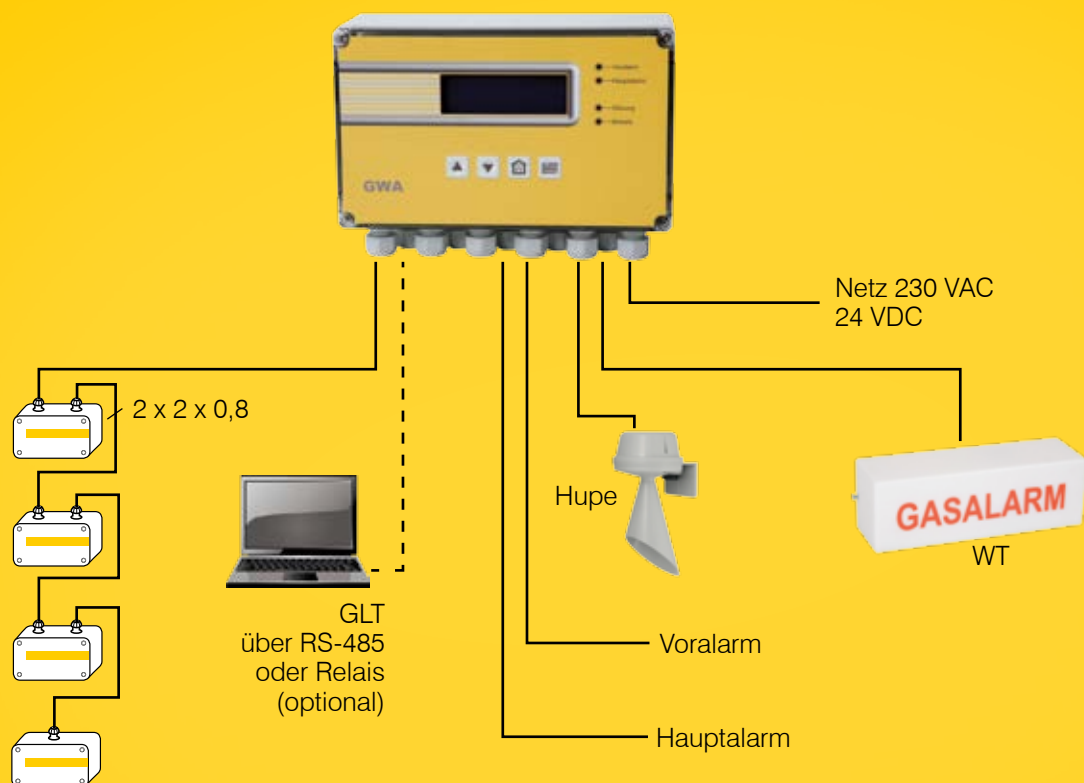 GWA
Netz 230 VAC
24 VDC
2 x 2 x 0,8
Hupe
GASALARM
WT
GLT
über RS-485
oder Relais
(optional)
Voralarm
Hauptalarm